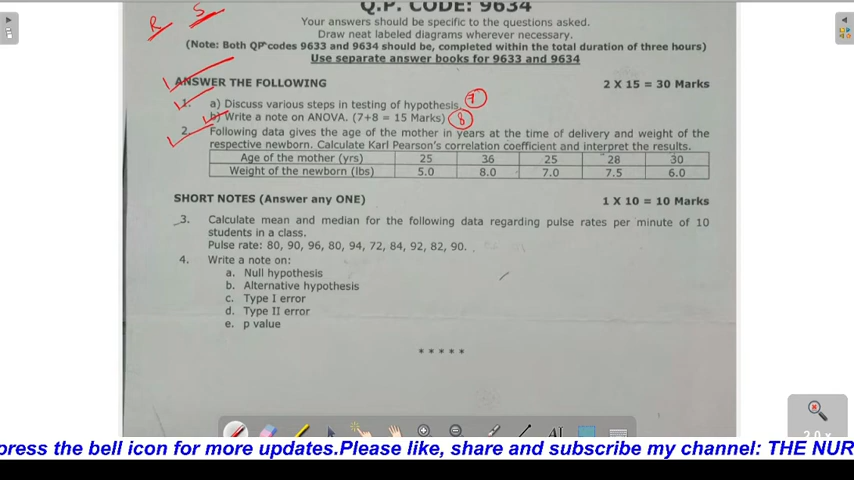 Q.P. CODE: 9634
R S
Your answers should be specific to the questions asked.
Draw neat labeled diagrams wherever necessary.
(Note: Both QP codes 9633 and 9634 should be, completed within the total duration of three hours)
Use separate answer books for 9633 and 9634
ANSWER THE FOLLOWING 2 X 15 = 30 Marks
1. a) Discuss various steps in testing of hypothesis. 7
b) Write a note on ANOVA. (7+8 = 15 Marks) 8
2. Following data gives the age of the mother in years at the time of delivery and weight of the
respective newborn. Calculate Karl Pearson's correlation coefficient and interpret the results.
Age of the mother (yrs) 25 36 25 28 30
Weight of the newborn (lbs) 5.0 8.0 7.0 7.5 6.0
SHORT NOTES (Answer any ONE) 1 X 10 = 10 Marks
3. Calculate mean and median for the following data regarding pulse rates per minute of 10
students in a class.
Pulse rate: 80, 90, 96, 80, 94, 72, 84, 92, 82, 90.
4. Write a note on:
a. Null hypothesis
b. Alternative hypothesis
c. Type I error
d. Type II error
e. p value
* * * * *
AI
2.0 x
press the bell icon for more updates.Please like, share and subscribe my channel: THE NUR